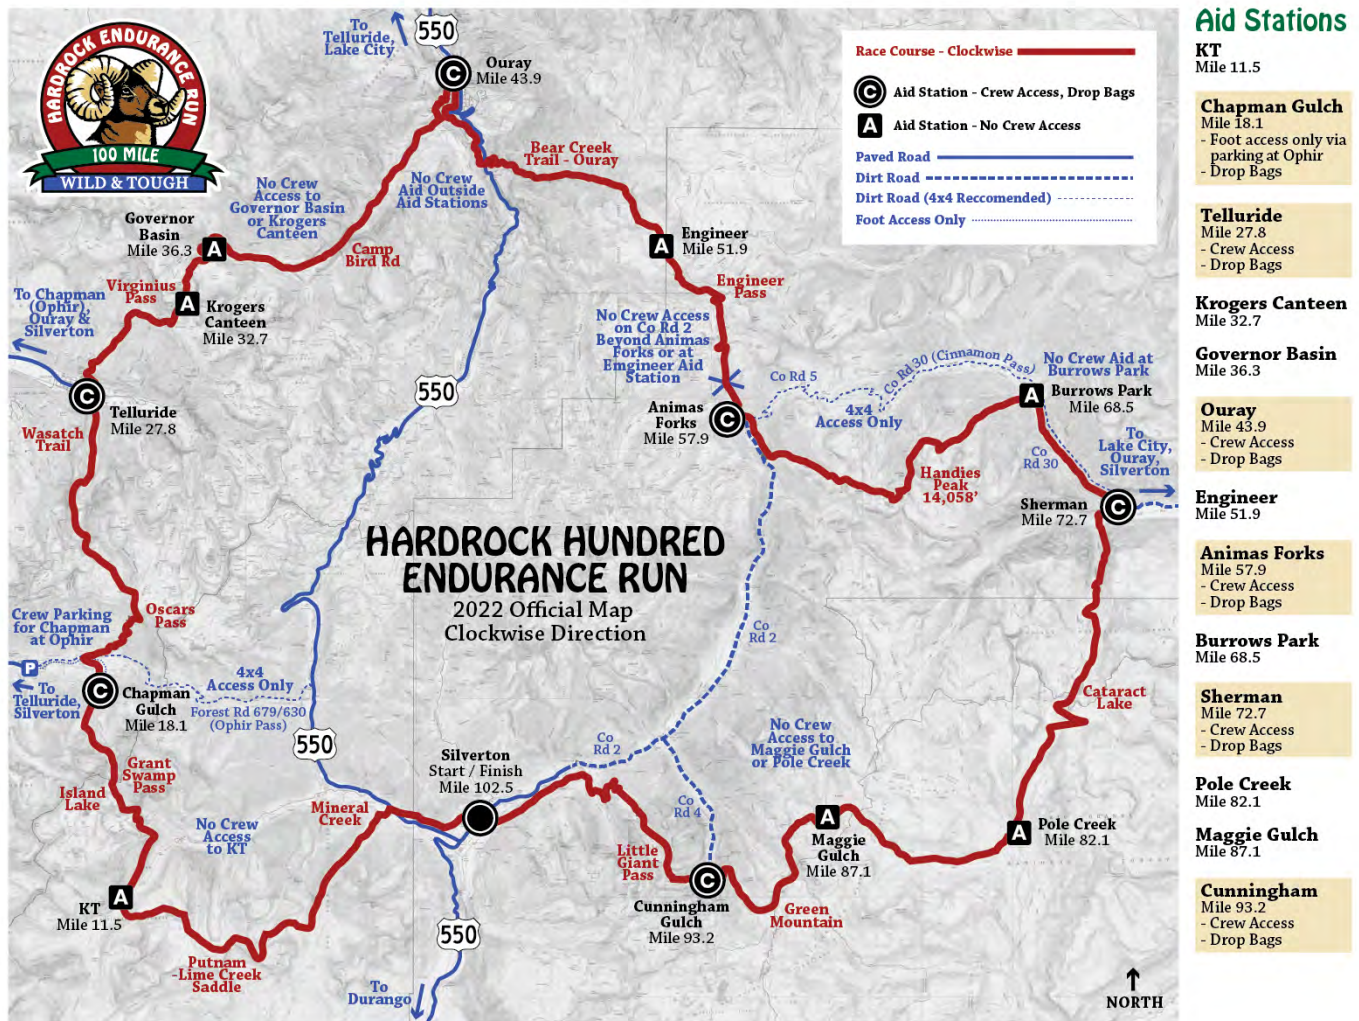 HARDROCK ENDURANCE RUN
100 MILE
WILD & TOUGH
To
Telluride,
Lake City
550
Ouray
Mile 43.9
Race Course - Clockwise
Aid Station - Crew Access, Drop Bags
Aid Station - No Crew Access
Paved Road
Dirt Road
Dirt Road (4x4 Reccomended)
Foot Access Only
C
A
C
Bear Creek
Trail - Ouray
No Crew
Access to
Governor Basin
or Krogers
Canteen
No Crew
Aid Outside
Aid Stations
Governor
Basin
Mile 36.3
A
Camp
Bird Rd
A
Engineer
Mile 51.9
Engineer
Pass
Virginius
Pass
A
Krogers
Canteen
Mile 32.7
To Chapman
(Ophir),
Ouray &
Silverton
No Crew Access
on Co Rd 2
Beyond Animas
Forks or at
Emgineer Aid
Station
C
Telluride
Mile 27.8
Wasatch
Trail
550
Animas
Forks
Mile 57.9
C
Co Rd 5
Co Rd 30 (Cinnamon Pass)
4x4
Access Only
No Crew Aid at
Burrows Park
A
Burrows Park
Mile 68.5
Co
Rd 30
To
Lake City,
Ouray,
Silverton
Handies
Peak
14,058'
Sherman
Mile 72.7
C
HARDROCK HUNDRED
ENDURANCE RUN
2022 Official Map
Clockwise Direction
Oscars
Pass
Crew Parking
for Chapman
at Ophir
P
To
Telluride,
Silverton
C
Chapman
Gulch
Mile 18.1
4x4
Access Only
Forest Rd 679/630
(Ophir Pass)
550
Co
Rd 2
Cataract
Lake
Grant
Swamp
Pass
Island
Lake
No Crew
Access
to KT
Mineral
Creek
Silverton
Start / Finish
Mile 102.5
Co
Rd 2
Co
Rd 4
No Crew
Access to
Maggie Gulch
or Pole Creek
A
Maggie
Gulch
Mile 87.1
A
Pole Creek
Mile 82.1
Little
Giant
Pass
C
Cunningham
Gulch
Mile 93.2
Green
Mountain
A
KT
Mile 11.5
Putnam
-Lime Creek
Saddle
550
To
Durango
NORTH
Aid Stations
KT
Mile 11.5
Chapman Gulch
Mile 18.1
- Foot access only via
parking at Ophir
- Drop Bags
Telluride
Mile 27.8
- Crew Access
- Drop Bags
Krogers Canteen
Mile 32.7
Governor Basin
Mile 36.3
Ouray
Mile 43.9
- Crew Access
- Drop Bags
Engineer
Mile 51.9
Animas Forks
Mile 57.9
- Crew Access
- Drop Bags
Burrows Park
Mile 68.5
Sherman
Mile 72.7
- Crew Access
- Drop Bags
Pole Creek
Mile 82.1
Maggie Gulch
Mile 87.1
Cunningham
Mile 93.2
- Crew Access
- Drop Bags